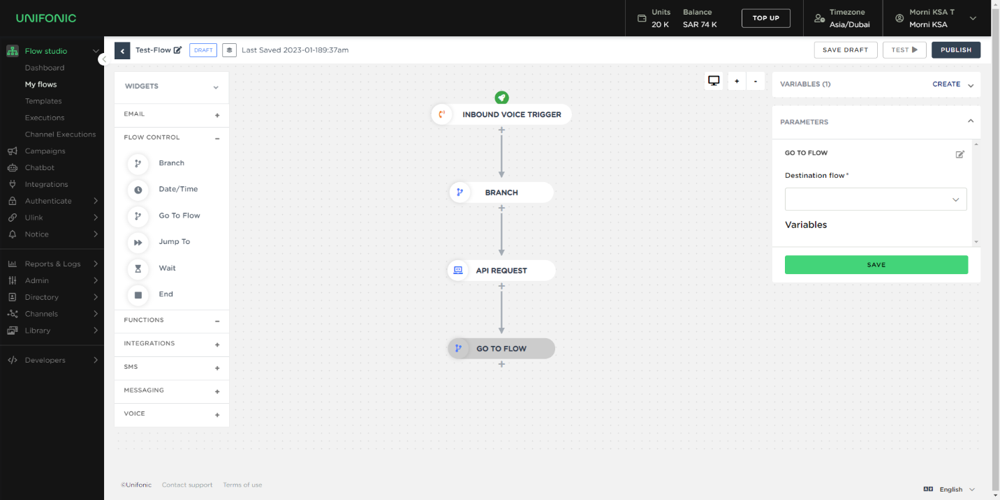 UNIFONIC
Units
20 K
Balance
SAR 74 K
TOP UP
Timezone
Asia/Dubai
Morni KSA T
Morni KSA
Flow studio
Dashboard
My flows
Templates
Executions
Channel Executions
Campaigns
Chatbot
Integrations
Authenticate
Ulink
Notice
Reports & Logs
Admin
Directory
Channels
Library
Developers
Test-Flow
DRAFT
Last Saved 2023-01-189:37am
SAVE DRAFT
TEST
PUBLISH
WIDGETS
EMAIL +
FLOW CONTROL –
Branch
Date/Time
Go To Flow
Jump To
Wait
End
FUNCTIONS –
INTEGRATIONS +
SMS +
MESSAGING +
VOICE +
INBOUND VOICE TRIGGER
+
BRANCH
+
API REQUEST
+
GO TO FLOW
+
+ -
VARIABLES (1) CREATE
PARAMETERS
GO TO FLOW
Destination flow*
Variables
SAVE
©Unifonic Contact support Terms of use
English